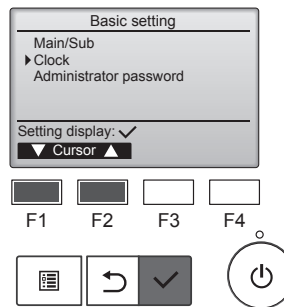 Basic setting
Main/Sub
Clock
Administrator password
Setting display:
Cursor
F1 F2 F3 F4